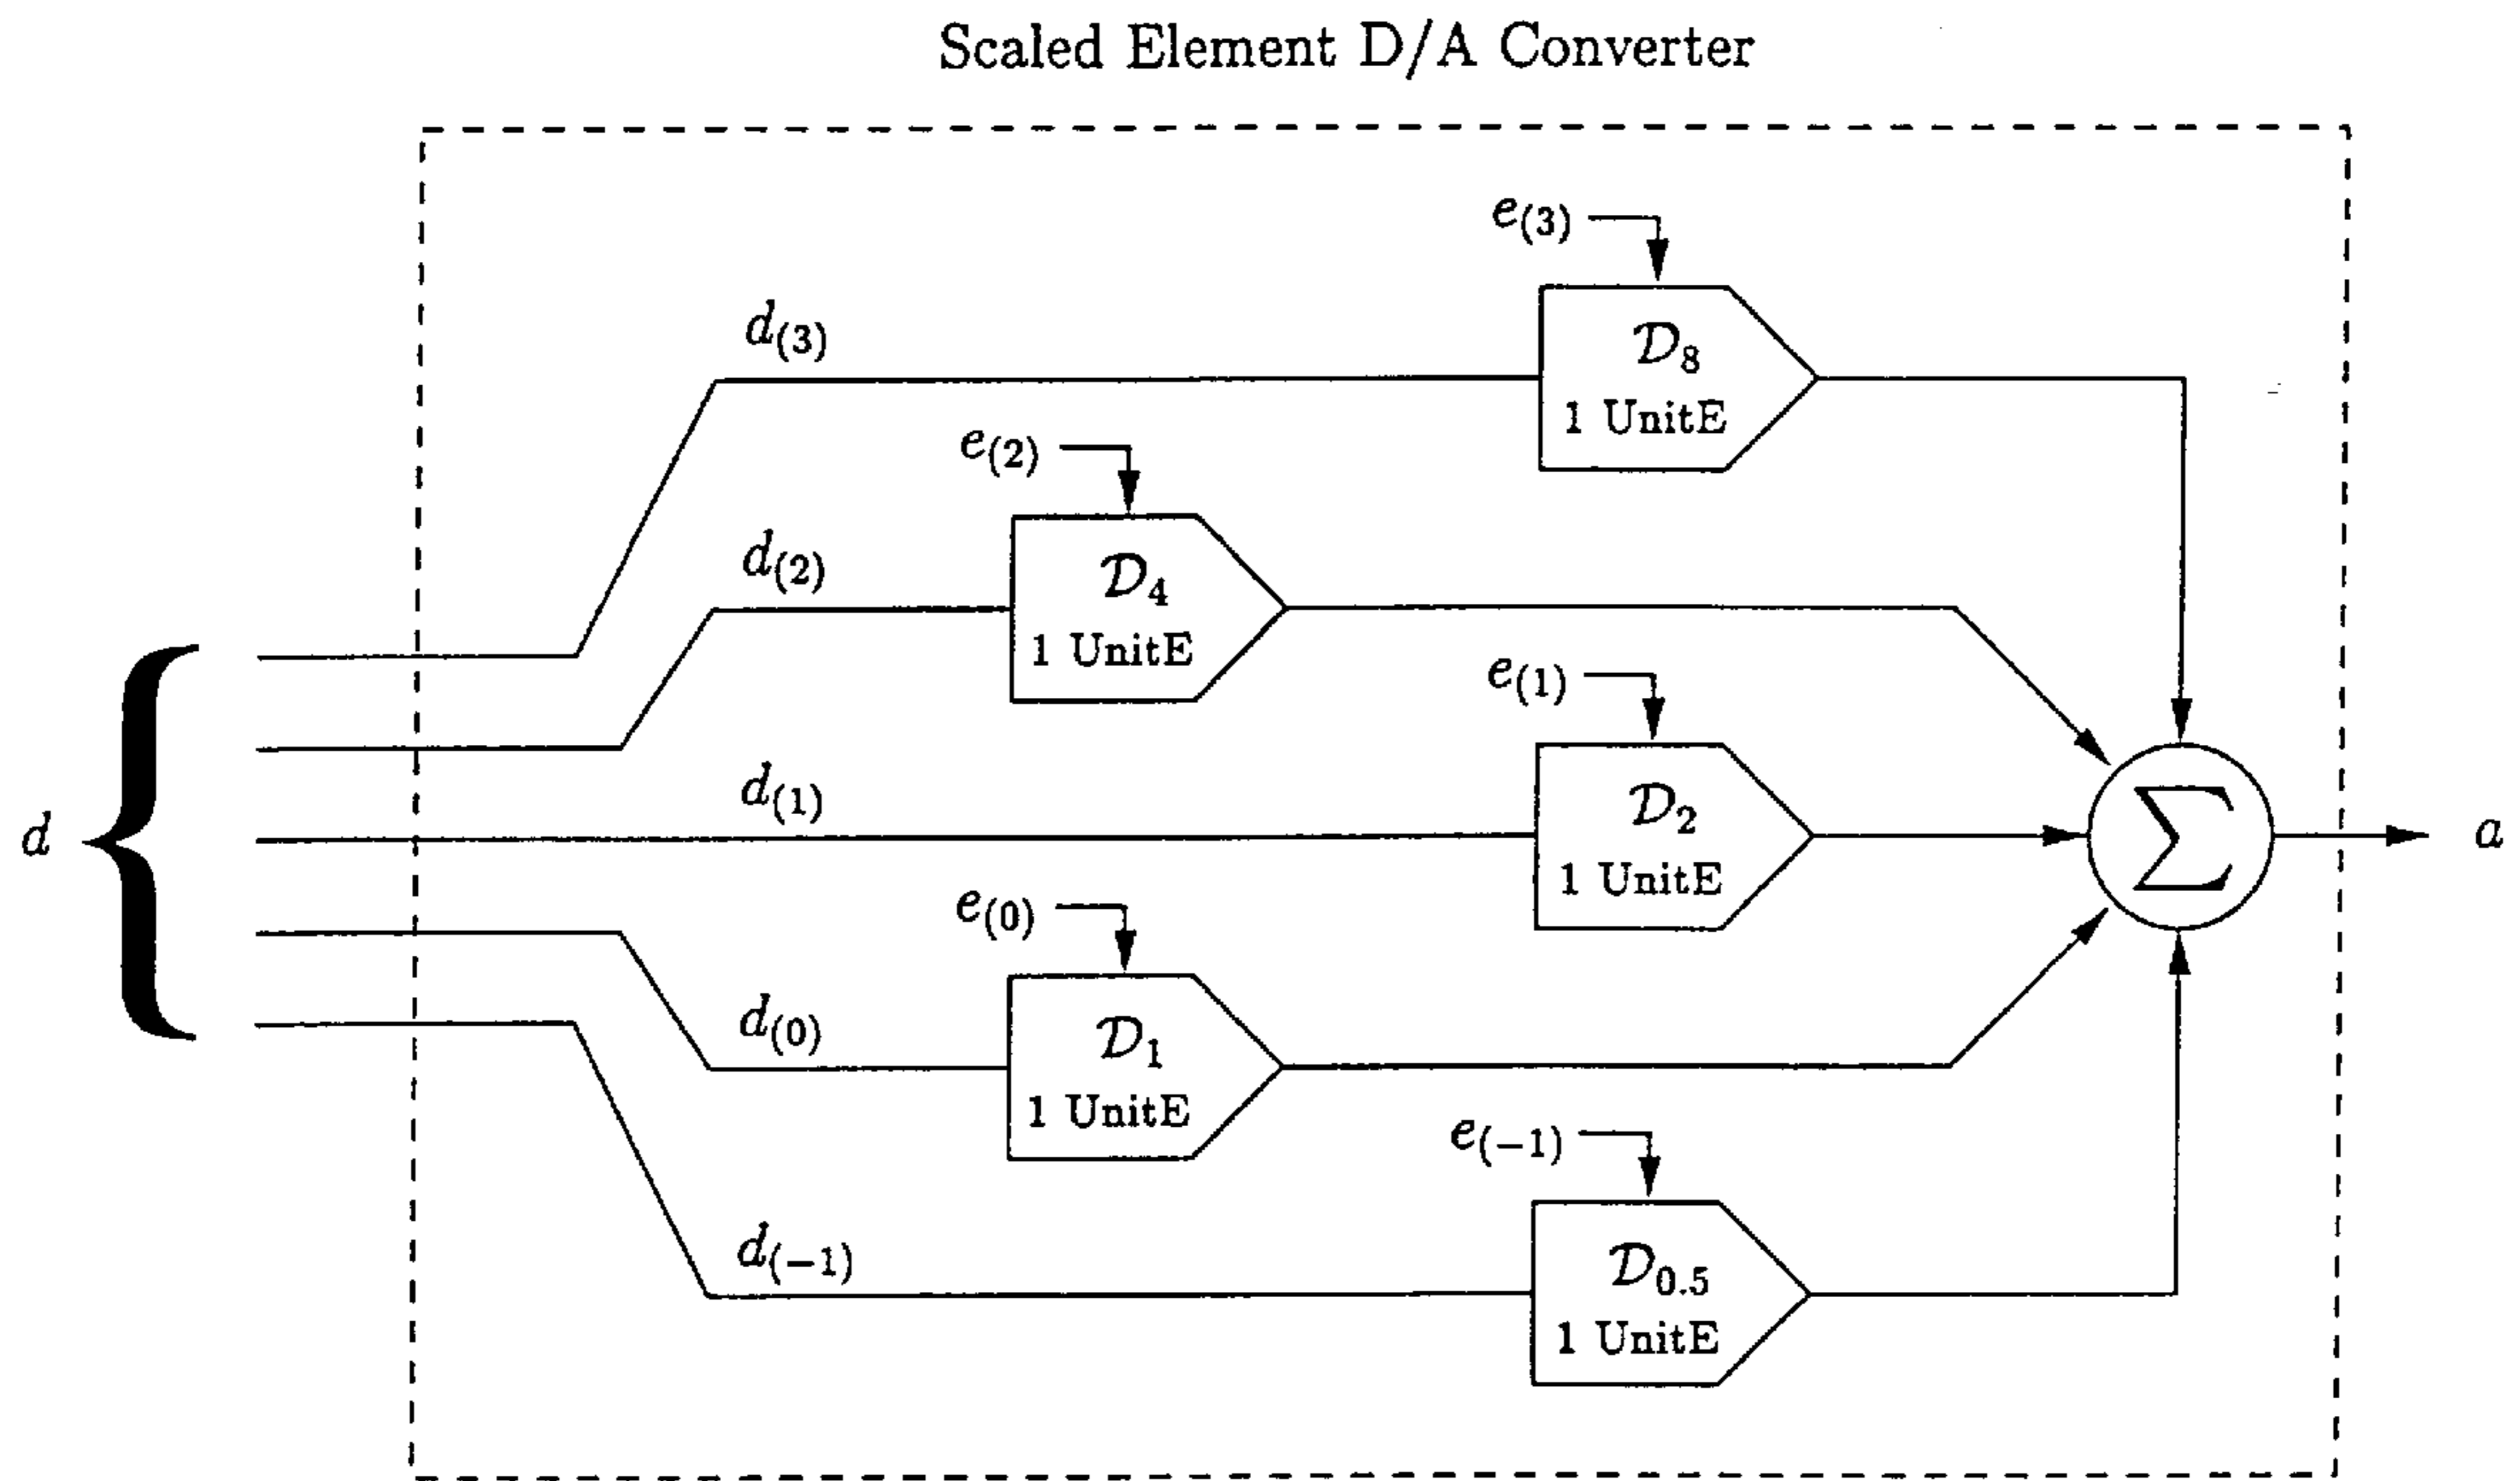 Scaled Element D/A Converter
e(3)
d(3)
D8
1 UnitE
e(2)
d(2)
D4
1 UnitE
e(1)
d(1)
D2
1 UnitE
d
Σ
a
e(0)
d(0)
D1
1 UnitE
e(−1)
d(−1)
D0.5
1 UnitE